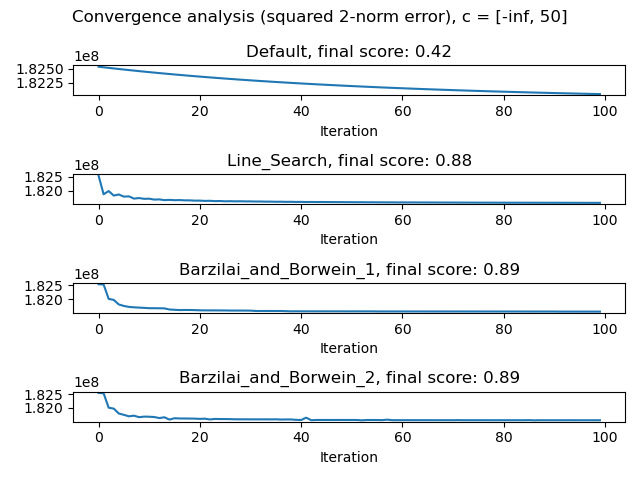 Convergence analysis (squared 2-norm error), c = [-inf, 50]
Default, final score: 0.42
1e8
1.8250
1.8225
0 20 40 60 80 100
Iteration
Line_Search, final score: 0.88
1e8
1.825
1.820
0 20 40 60 80 100
Iteration
Barzilai_and_Borwein_1, final score: 0.89
1e8
1.825
1.820
0 20 40 60 80 100
Iteration
Barzilai_and_Borwein_2, final score: 0.89
1e8
1.825
1.820
0 20 40 60 80 100
Iteration